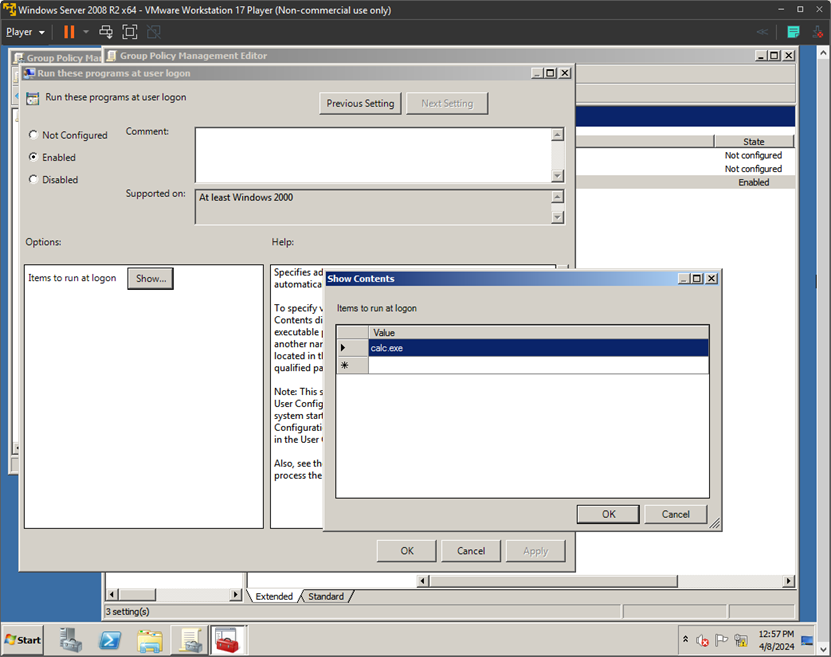 Windows Server 2008 R2 x64 - VMware Workstation 17 Player (Non-commercial use only)
Player
Group Policy Ma
Group Policy Management Editor
Run these programs at user logon
Run these programs at user logon
Previous Setting
Next Setting
Not Configured
Comment:
Enabled
Disabled
Supported on:
At least Windows 2000
State
Not configured
Not configured
Enabled
Options:
Help:
Items to run at logon
Show...
Specifies ad
automatica
To specify v
Contents di
executable p
another nar
located in th
qualified pa
Note: This s
User Config
system start
Configurati
in the User
Also, see the
process the
Show Contents
Items to run at logon
Value
calc.exe
OK
Cancel
OK
Cancel
Apply
Extended
Standard
3 setting(s)
Start
12:57 PM
4/8/2024